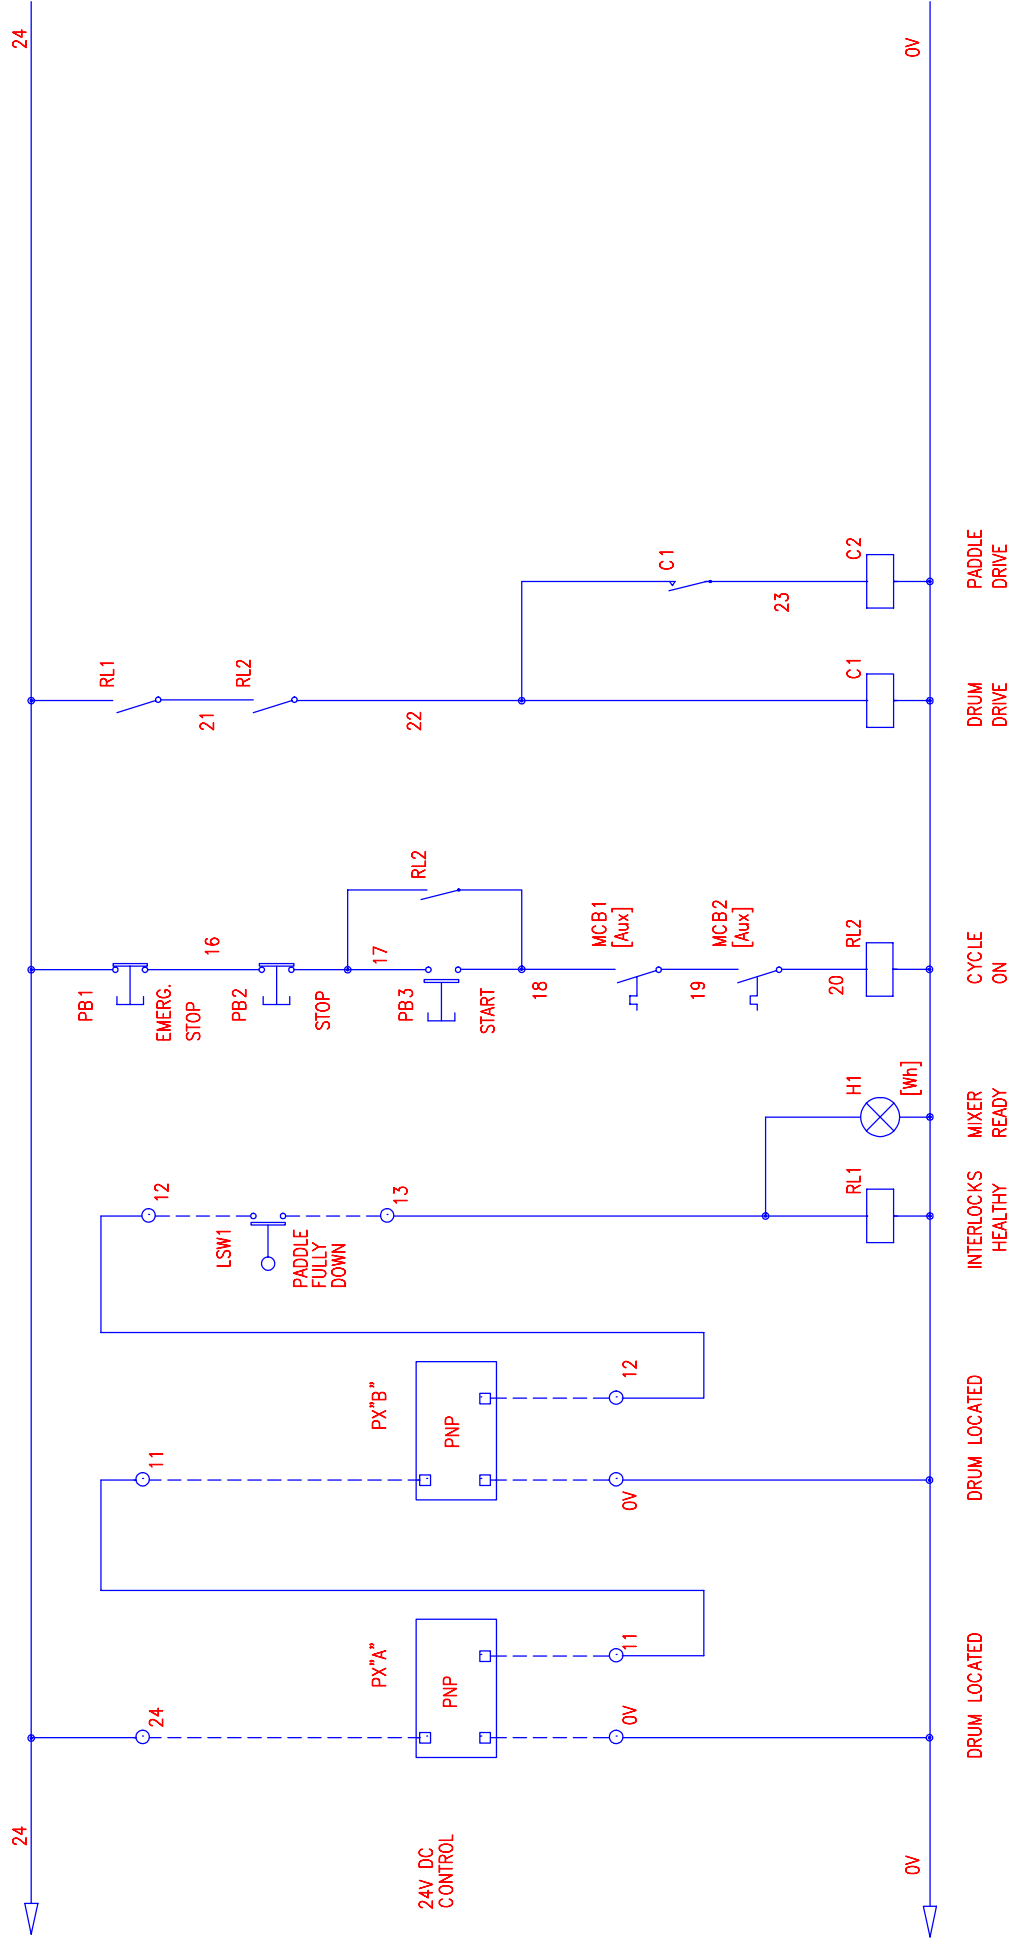 24
24V DC
CONTROL
24
PX"A"
PNP
0V
11
DRUM LOCATED
11
PX"B"
PNP
0V
12
DRUM LOCATED
12
LSW1
PADDLE
FULLY
DOWN
13
RL1
INTERLOCKS
HEALTHY
H1
[Wh]
MIXER
READY
PB1
EMERG.
STOP
16
PB2
STOP
17
PB3
START
RL2
18
MCB1
[Aux]
19
MCB2
[Aux]
20
RL2
CYCLE
ON
RL1
21
RL2
22
C1
DRUM
DRIVE
C1
23
C2
PADDLE
DRIVE
24
0V
0V